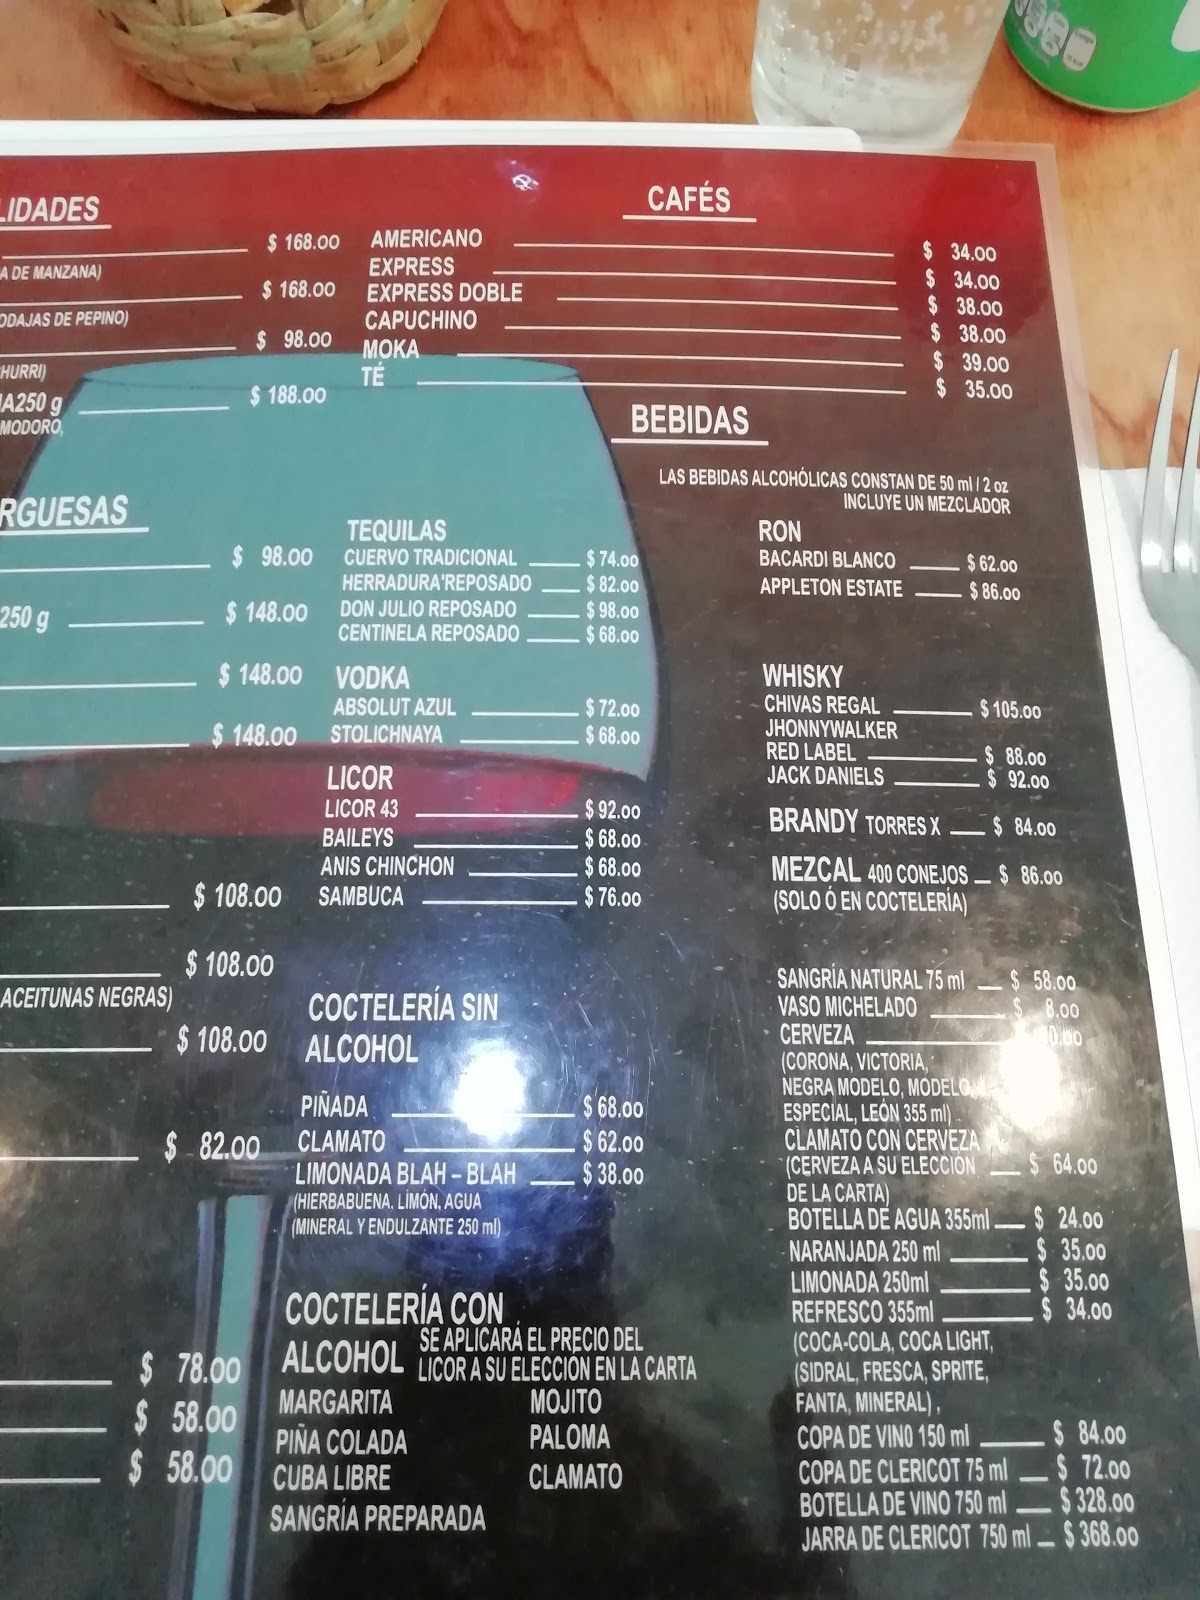 LIDADES
$ 168.00
A DE MANZANA)
$ 168.00
ODAJAS DE PEPINO)
$ 98.00
HURRI)
A250 g $ 188.00
MODORO,
RGUESAS
$ 98.00
250 g $ 148.00
$ 148.00
$ 148.00
$ 108.00
$ 108.00
ACEITUNAS NEGRAS)
$ 108.00
$ 82.00
$ 78.00
$ 58.00
$ 58.00
CAFÉS
AMERICANO $ 34.00
EXPRESS $ 34.00
EXPRESS DOBLE $ 38.00
CAPUCHINO $ 38.00
MOKA $ 39.00
TÉ $ 35.00
BEBIDAS
LAS BEBIDAS ALCOHÓLICAS CONSTAN DE 50 ml / 2 oz
INCLUYE UN MEZCLADOR
TEQUILAS
CUERVO TRADICIONAL $ 74.00
HERRADURA'REPOSADO $ 82.00
DON JULIO REPOSADO $ 98.00
CENTINELA REPOSADO $ 68.00
VODKA
ABSOLUT AZUL $ 72.00
STOLICHNAYA $ 68.00
LICOR
LICOR 43 $ 92.00
BAILEYS $ 68.00
ANIS CHINCHON $ 68.00
SAMBUCA $ 76.00
COCTELERÍA SIN
ALCOHOL
PIÑADA $ 68.00
CLAMATO $ 62.00
LIMONADA BLAH – BLAH $ 38.00
(HIERBABUENA, LÍMÓN, AGUA
(MINERAL Y ENDULZANTE 250 ml)
COCTELERÍA CON
ALCOHOL SE APLICARÁ EL PRECIO DEL
LICOR A SU ELECCIÓN EN LA CARTA
MARGARITA MOJITO
PIÑA COLADA PALOMA
CUBA LIBRE CLAMATO
SANGRÍA PREPARADA
RON
BACARDI BLANCO $ 62.00
APPLETON ESTATE $ 86.00
WHISKY
CHIVAS REGAL $ 105.00
JHONNYWALKER
RED LABEL $ 88.00
JACK DANIELS $ 92.00
BRANDY TORRES X $ 84.00
MEZCAL 400 CONEJOS $ 86.00
(SOLO Ó EN COCTELERÍA)
SANGRÍA NATURAL 75 ml $ 58.00
VASO MICHELADO $ 8.00
CERVEZA
(CORONA, VICTORIA,
NEGRA MODELO, MODELO
ESPECIAL, LEÓN 355 ml)
CLAMATO CON CERVEZA
(CERVEZA A SU ELECCIÓN $ 64.00
DE LA CARTA)
BOTELLA DE AGUA 355ml $ 24.00
NARANJADA 250 ml $ 35.00
LIMONADA 250ml $ 35.00
REFRESCO 355ml $ 34.00
(COCA-COLA, COCA LIGHT,
(SIDRAL, FRESCA, SPRITE,
FANTA, MINERAL) ,
COPA DE VINO 150 ml $ 84.00
COPA DE CLERICOT 75 ml $ 72.00
BOTELLA DE VINO 750 ml $ 328.00
JARRA DE CLERICOT 750 ml $ 368.00